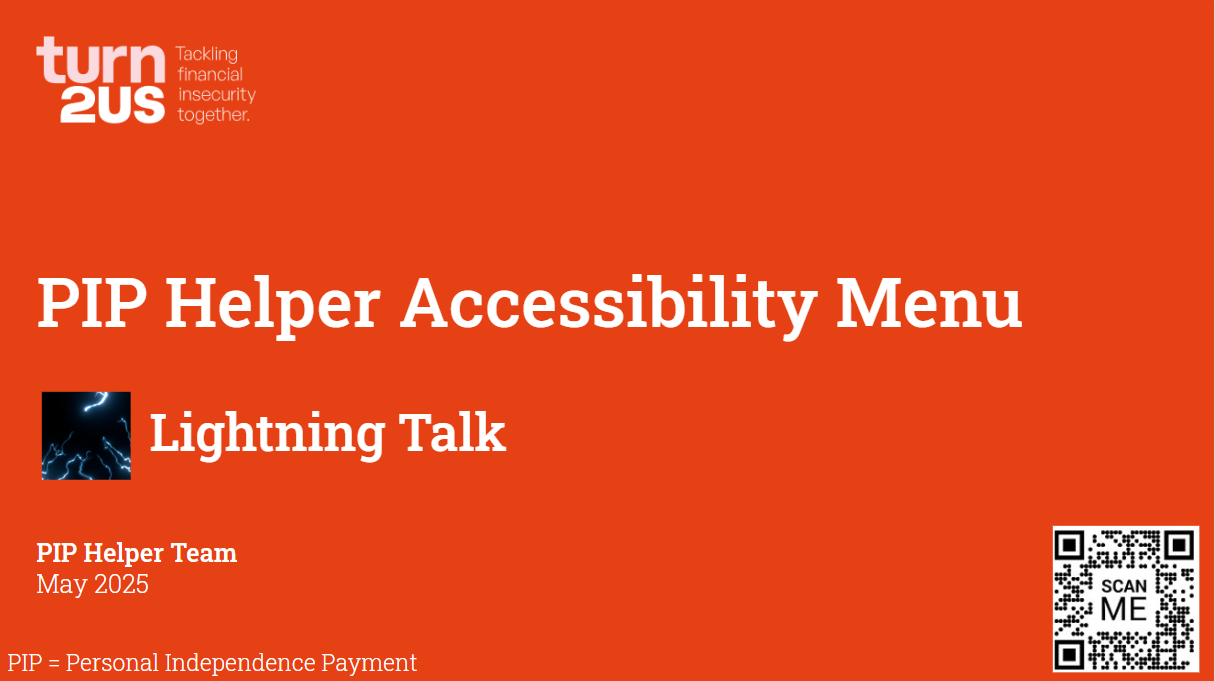 turn
2us
Tackling
financial
insecurity
together.
PIP Helper Accessibility Menu
Lightning Talk
PIP Helper Team
May 2025
SCAN
ME
PIP = Personal Independence Payment